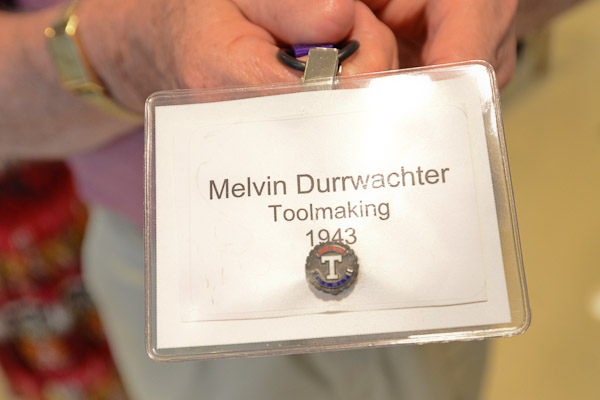 Melvin Durrwachter
Toolmaking
1943
T